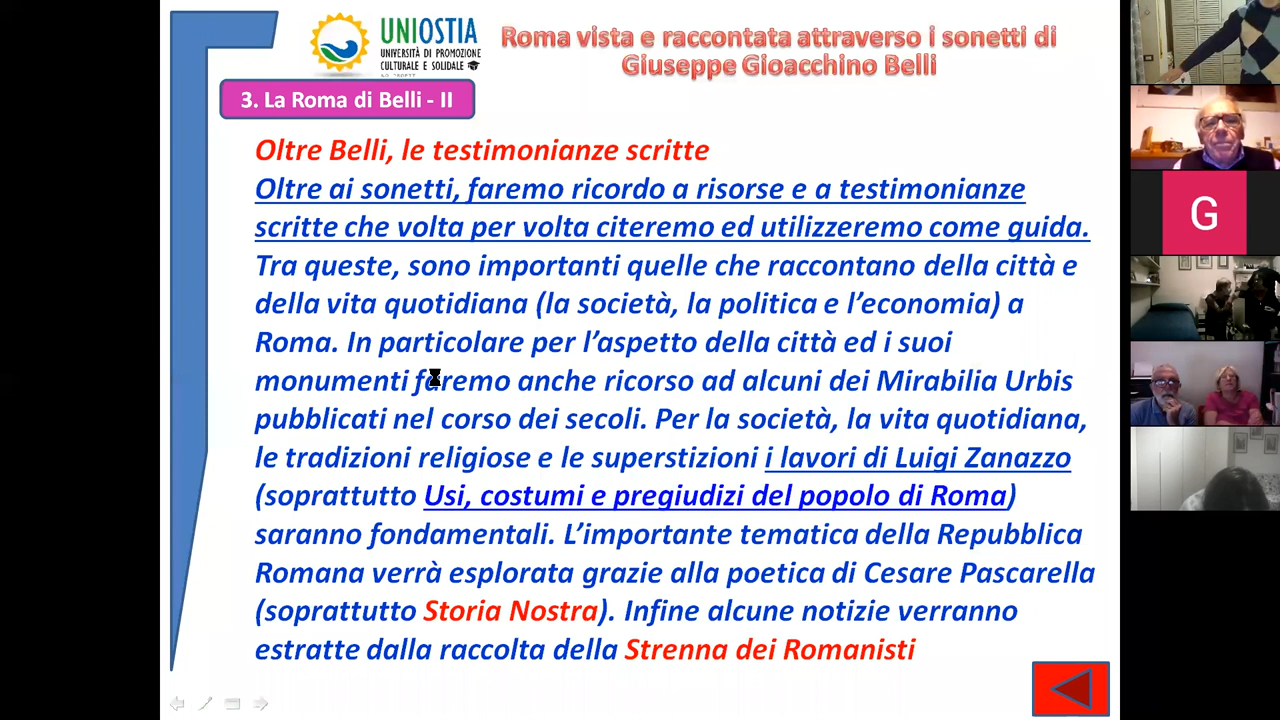 UNIOSTIA
UNIVERSITÀ DI PROMOZIONE
CULTURALE E SOLIDALE
Roma vista e raccontata attraverso i sonetti di
Giuseppe Gioacchino Belli
3. La Roma di Belli - II
Oltre Belli, le testimonianze scritte
Oltre ai sonetti, faremo ricordo a risorse e a testimonianze
scritte che volta per volta citeremo ed utilizzeremo come guida.
Tra queste, sono importanti quelle che raccontano della città e
della vita quotidiana (la società, la politica e l’economia) a
Roma. In particolare per l’aspetto della città ed i suoi
monumenti faremo anche ricorso ad alcuni dei Mirabilia Urbis
pubblicati nel corso dei secoli. Per la società, la vita quotidiana,
le tradizioni religiose e le superstizioni i lavori di Luigi Zanazzo
(soprattutto Usi, costumi e pregiudizi del popolo di Roma)
saranno fondamentali. L’importante tematica della Repubblica
Romana verrà esplorata grazie alla poetica di Cesare Pascarella
(soprattutto Storia Nostra). Infine alcune notizie verranno
estratte dalla raccolta della Strenna dei Romanisti
G